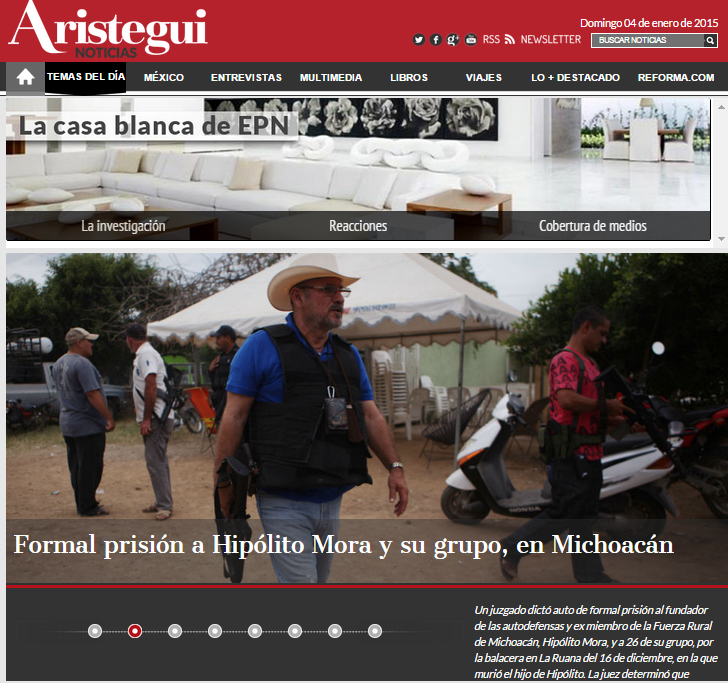 Aristegui
NOTICIAS
Domingo 04 de enero de 2015
RSS NEWSLETTER
BUSCAR NOTICIAS
TEMAS DEL DÍA MÉXICO ENTREVISTAS MULTIMEDIA LIBROS VIAJES LO + DESTACADO REFORMA.COM
La casa blanca de EPN
La investigación Reacciones Cobertura de medios
Formal prisión a Hipólito Mora y su grupo, en Michoacán
Un juzgado dictó auto de formal prisión al fundador
de las autodefensas y ex miembro de la Fuerza Rural
de Michoacán, Hipólito Mora, y a 26 de su grupo, por
la balacera en La Ruana del 16 de diciembre, en la que
murió el hijo de Hipólito. La juez determinó que